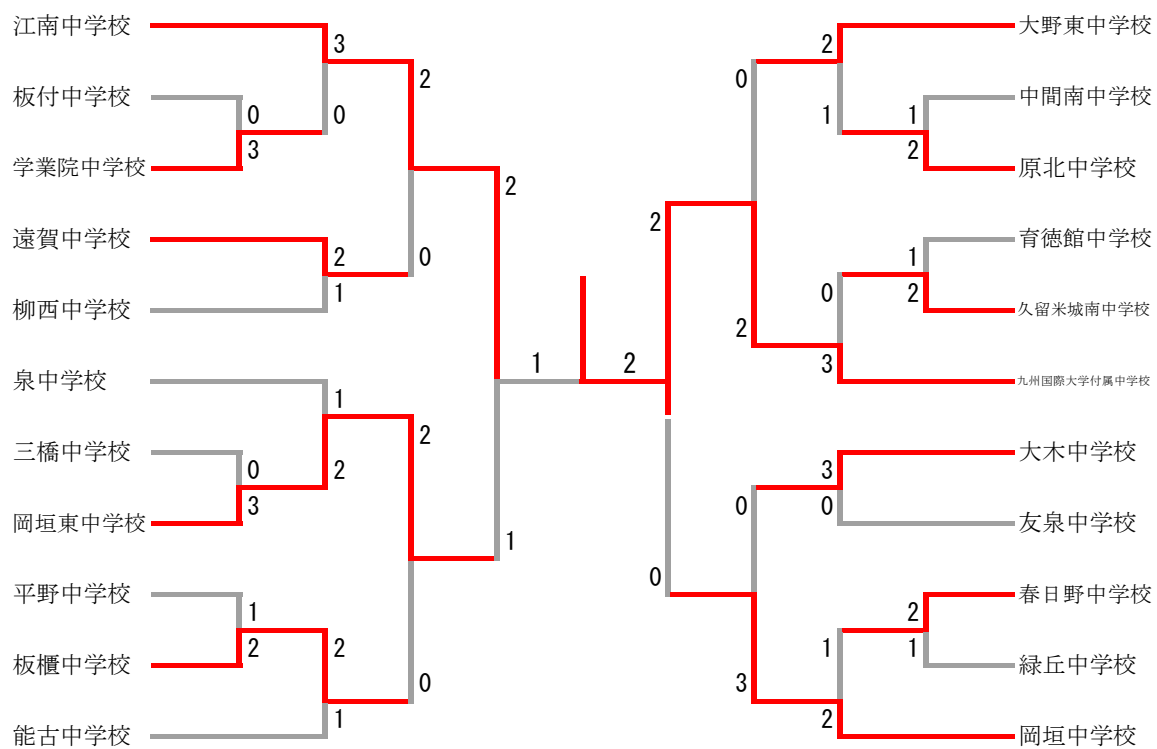 江南中学校
板付中学校
学業院中学校
遠賀中学校
柳西中学校
泉中学校
三橋中学校
岡垣東中学校
平野中学校
板櫃中学校
能古中学校
3
0
0
3
2
1
1
0
3
2
1
2
2
1
2
0
2
0
2
1
1
2
2
0
2
0
3
2
1
0
3
3
0
1
2
1
2
1
2
2
1
大野東中学校
中間南中学校
原北中学校
育徳館中学校
久留米城南中学校
九州国際大学付属中学校
大木中学校
友泉中学校
春日野中学校
緑丘中学校
岡垣中学校